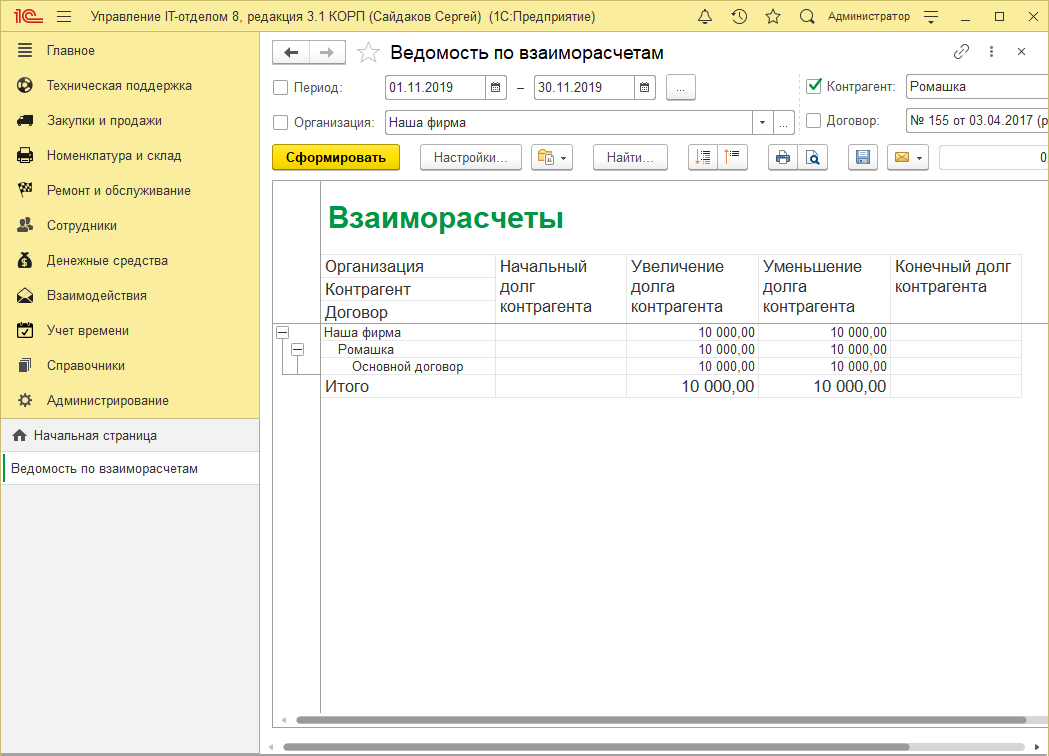 1С Управление IT-отделом 8, редакция 3.1 КОРП (Сайдаков Сергей) (1С:Предприятие) Администратор
Главное
Техническая поддержка
Закупки и продажи
Номенклатура и склад
Ремонт и обслуживание
Сотрудники
Денежные средства
Взаимодействия
Учет времени
Справочники
Администрирование
Начальная страница
Ведомость по взаиморасчетам
Ведомость по взаиморасчетам
Период: 01.11.2019 – 30.11.2019 ... Контрагент: Ромашка
Организация: Наша фирма ... Договор: № 155 от 03.04.2017 (р
Сформировать Настройки... Найти... 0
Взаиморасчеты
Организация
Контрагент
Договор
Начальный
долг
контрагента
Увеличение
долга
контрагента
Уменьшение
долга
контрагента
Конечный долг
контрагента
Наша фирма 10 000,00 10 000,00
Ромашка 10 000,00 10 000,00
Основной договор 10 000,00 10 000,00
Итого 10 000,00 10 000,00